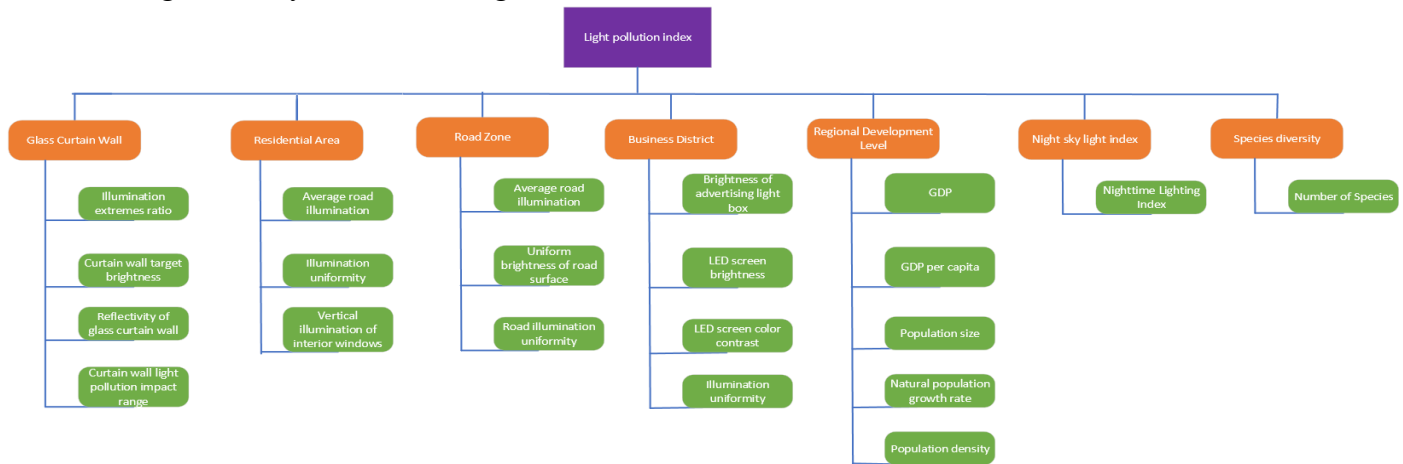 Light pollution index
Glass Curtain Wall
Illumination
extremes ratio
Curtain wall target
brightness
Reflectivity of
glass curtain wall
Curtain wall light
pollution impact
range
Residential Area
Average road
illumination
Illumination
uniformity
Vertical
illumination of
interior windows
Road Zone
Average road
illumination
Uniform
brightness of road
surface
Road illumination
uniformity
Business District
Brightness of
advertising light
box
LED screen
brightness
LED screen color
contrast
Illumination
uniformity
Regional Development
Level
GDP
GDP per capita
Population size
Natural population
growth rate
Population density
Night sky light index
Nighttime Lighting
Index
Species diversity
Number of Species